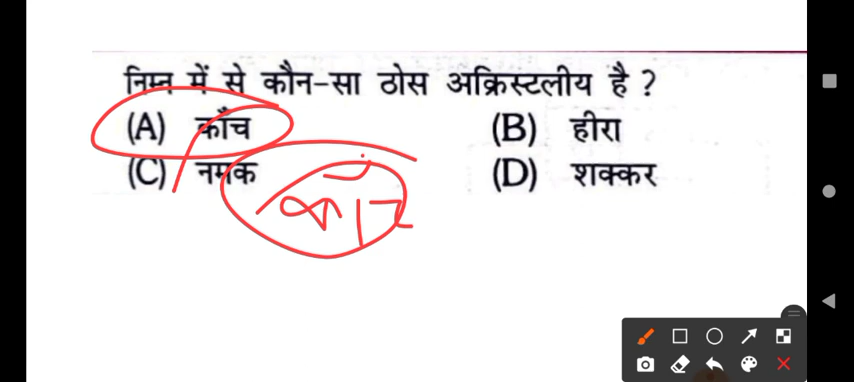 निम्न में से कौन-सा ठोस अक्रिस्टलीय है ?
(A) काँच (B) हीरा
(C) नमक (D) शक्कर
काँच